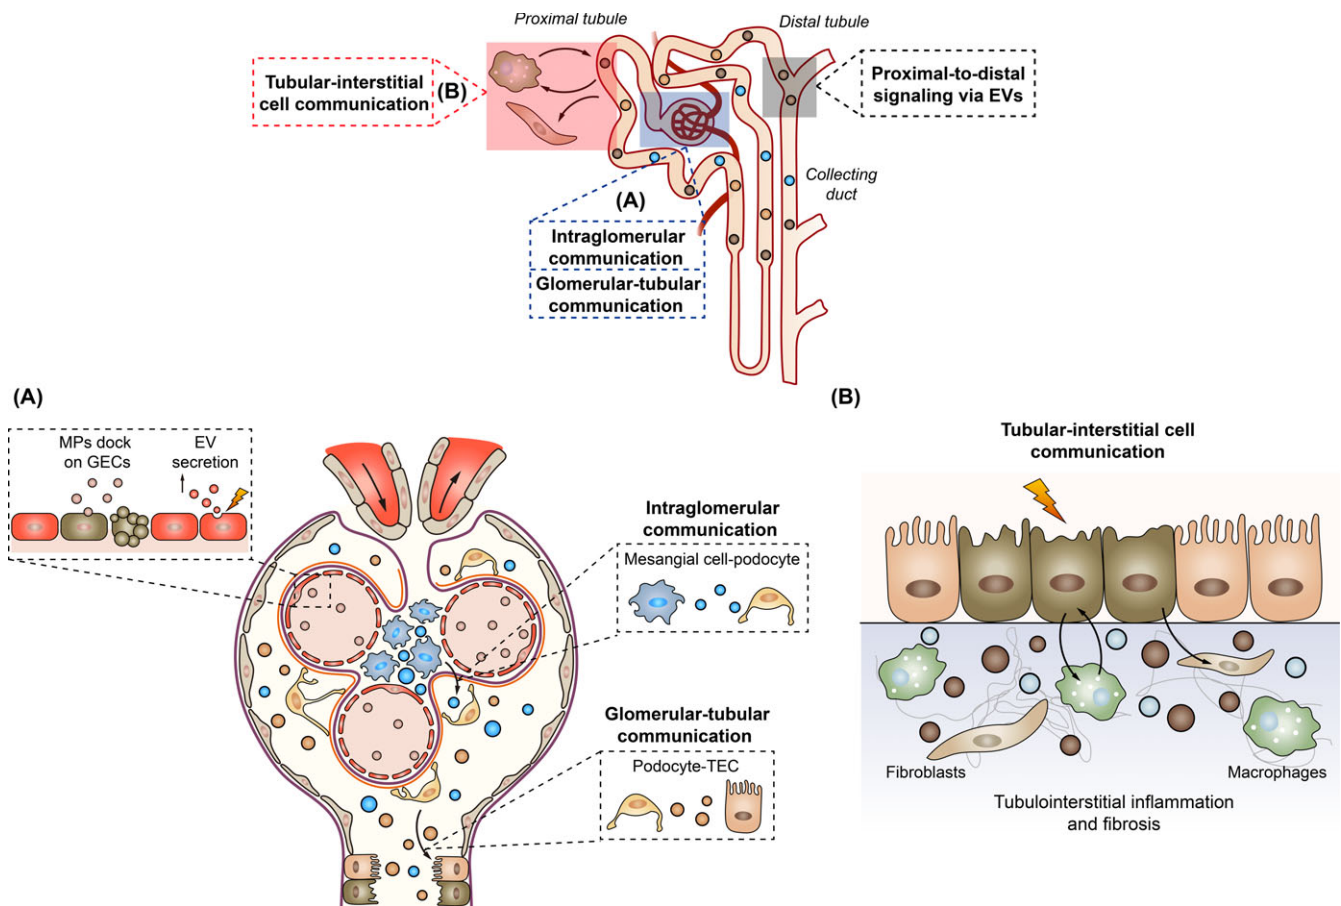 Proximal tubule
Distal tubule
Tubular-interstitial
cell communication
(B)
Proximal-to-distal
signaling via EVs
Collecting
duct
(A)
Intraglomerular
communication
Glomerular-tubular
communication
(A)
MPs dock
on GECs
EV
secretion
Intraglomerular
communication
Mesangial cell-podocyte
Glomerular-tubular
communication
Podocyte-TEC
(B)
Tubular-interstitial cell
communication
Fibroblasts
Macrophages
Tubulointerstitial inflammation
and fibrosis